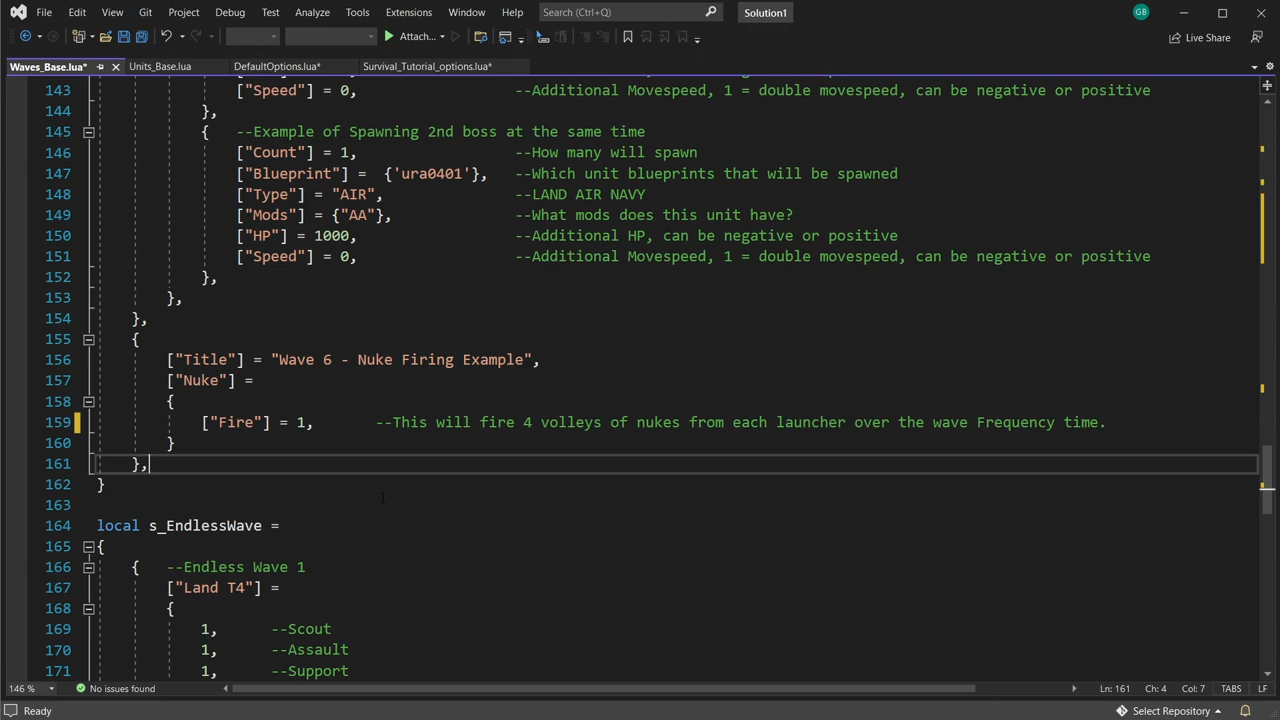 File Edit View Git Project Debug Test Analyze Tools Extensions Window Help Search (Ctrl+Q) Solution1 GB
Attach... Live Share
Waves_Base.lua* Units_Base.lua DefaultOptions.lua* Survival_Tutorial_options.lua*
143 ["Speed"] = 0, --Additional Movespeed, 1 = double movespeed, can be negative or positive
144 },
145 { --Example of Spawning 2nd boss at the same time
146 ["Count"] = 1, --How many will spawn
147 ["Blueprint"] = {'ura0401'}, --Which unit blueprints that will be spawned
148 ["Type"] = "AIR", --LAND AIR NAVY
149 ["Mods"] = {"AA"}, --What mods does this unit have?
150 ["HP"] = 1000, --Additional HP, can be negative or positive
151 ["Speed"] = 0, --Additional Movespeed, 1 = double movespeed, can be negative or positive
152 },
153 },
154 },
155 {
156 ["Title"] = "Wave 6 - Nuke Firing Example",
157 ["Nuke"] =
158 {
159 ["Fire"] = 1, --This will fire 4 volleys of nukes from each launcher over the wave Frequency time.
160 }
161 },
162 }
163
164 local s_EndlessWave =
165 {
166 { --Endless Wave 1
167 ["Land T4"] =
168 {
169 1, --Scout
170 1, --Assault
171 1, --Support
146 % No issues found Ln: 161 Ch: 4 Col: 7 TABS LF
Ready Select Repository